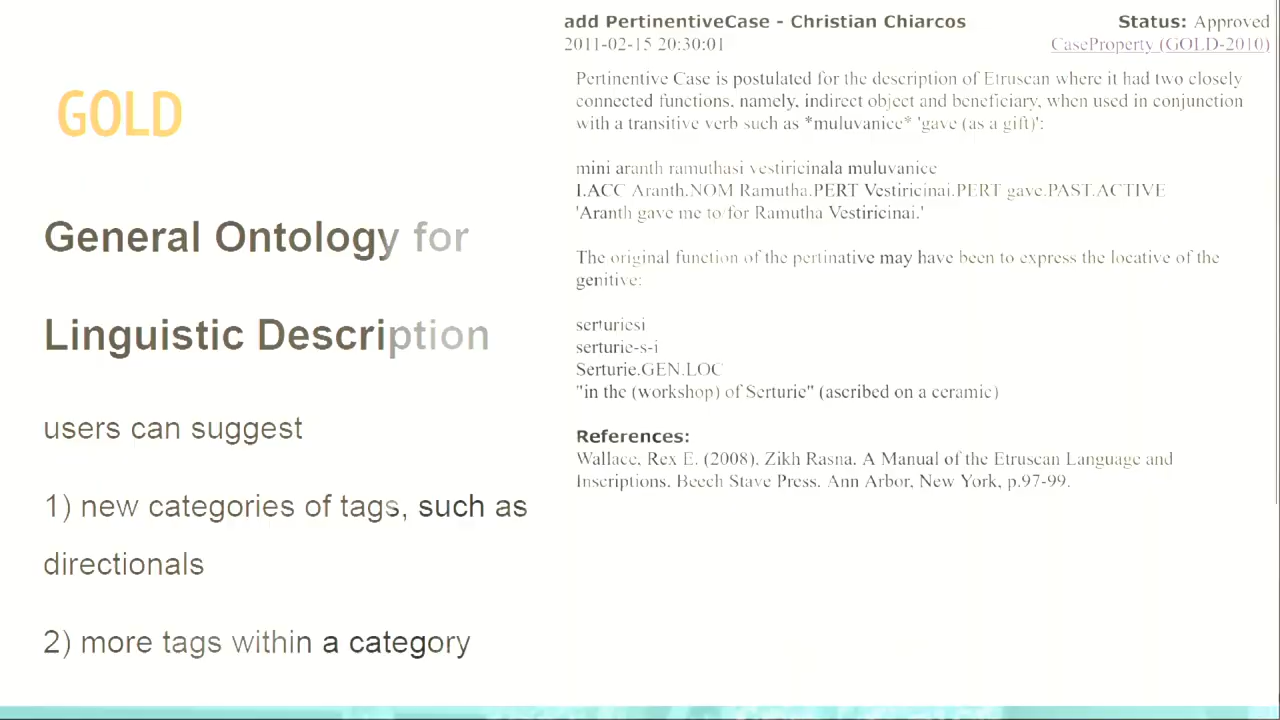 GOLD
General Ontology for
Linguistic Description
users can suggest
1) new categories of tags, such as
directionals
2) more tags within a category
add PertinentiveCase - Christian Chiarcos
Status: Approved
2011-02-15 20:30:01
CaseProperty (GOLD-2010)
Pertinentive Case is postulated for the description of Etruscan where it had two closely
connected functions, namely, indirect object and beneficiary, when used in conjunction
with a transitive verb such as *muluvanice* 'gave (as a gift)':
mini aranth ramuthasi vestiricinala muluvanice
I.ACC Aranth.NOM Ramutha.PERT Vestiricinai.PERT gave.PAST.ACTIVE
'Aranth gave me to/for Ramutha Vestiricinai.'
The original function of the pertinative may have been to express the locative of the
genitive:
serturiesi
serturie-s-i
Serturie.GEN.LOC
"in the (workshop) of Serturie" (ascribed on a ceramic)
References:
Wallace, Rex E. (2008), Zikh Rasna. A Manual of the Etruscan Language and
Inscriptions. Beech Stave Press. Ann Arbor, New York, p.97-99.